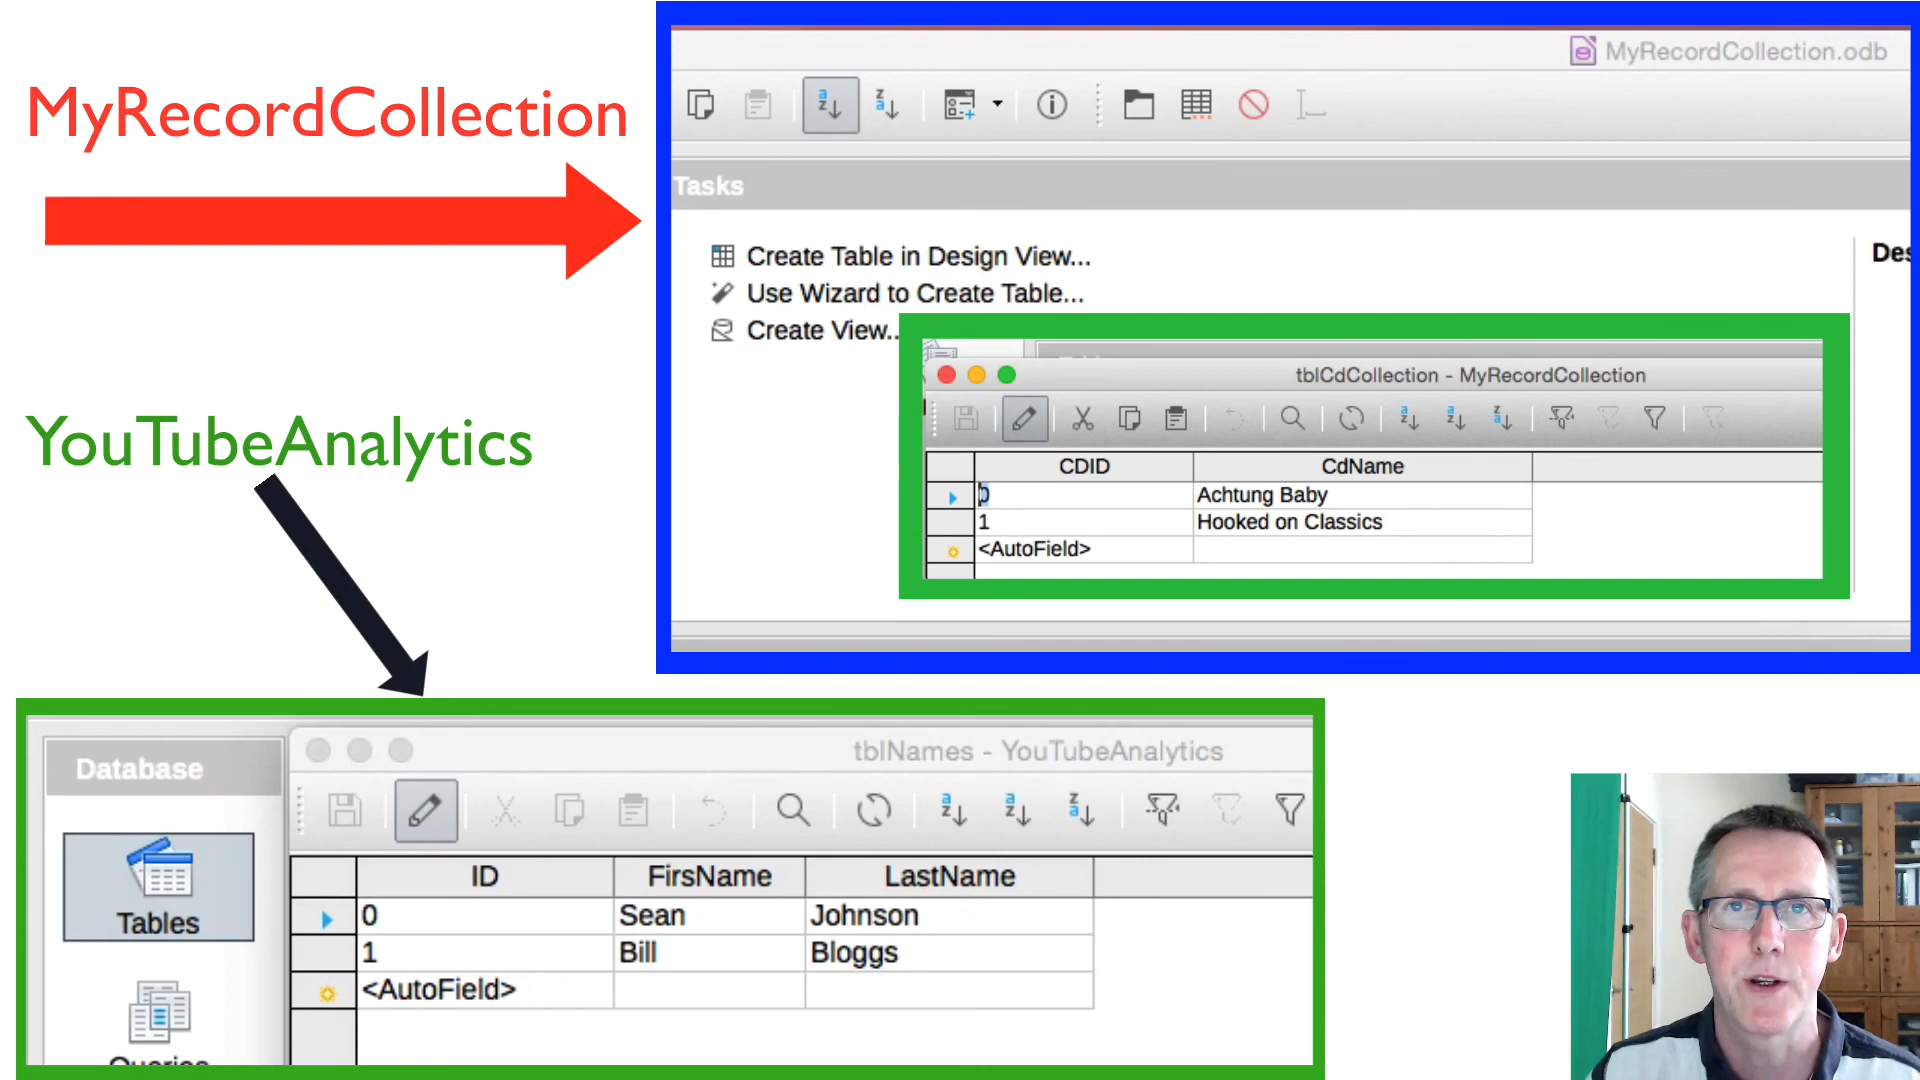 MyRecordCollection
YouTubeAnalytics
MyRecordCollection.odb
Tasks
Create Table in Design View...
Use Wizard to Create Table...
Create View..
Des
tblCdCollection - MyRecordCollection
CDID CdName
0 Achtung Baby
1 Hooked on Classics
<AutoField>
Database
Tables
Queries
tblNames - YouTubeAnalytics
ID FirsName LastName
0 Sean Johnson
1 Bill Bloggs
<AutoField>